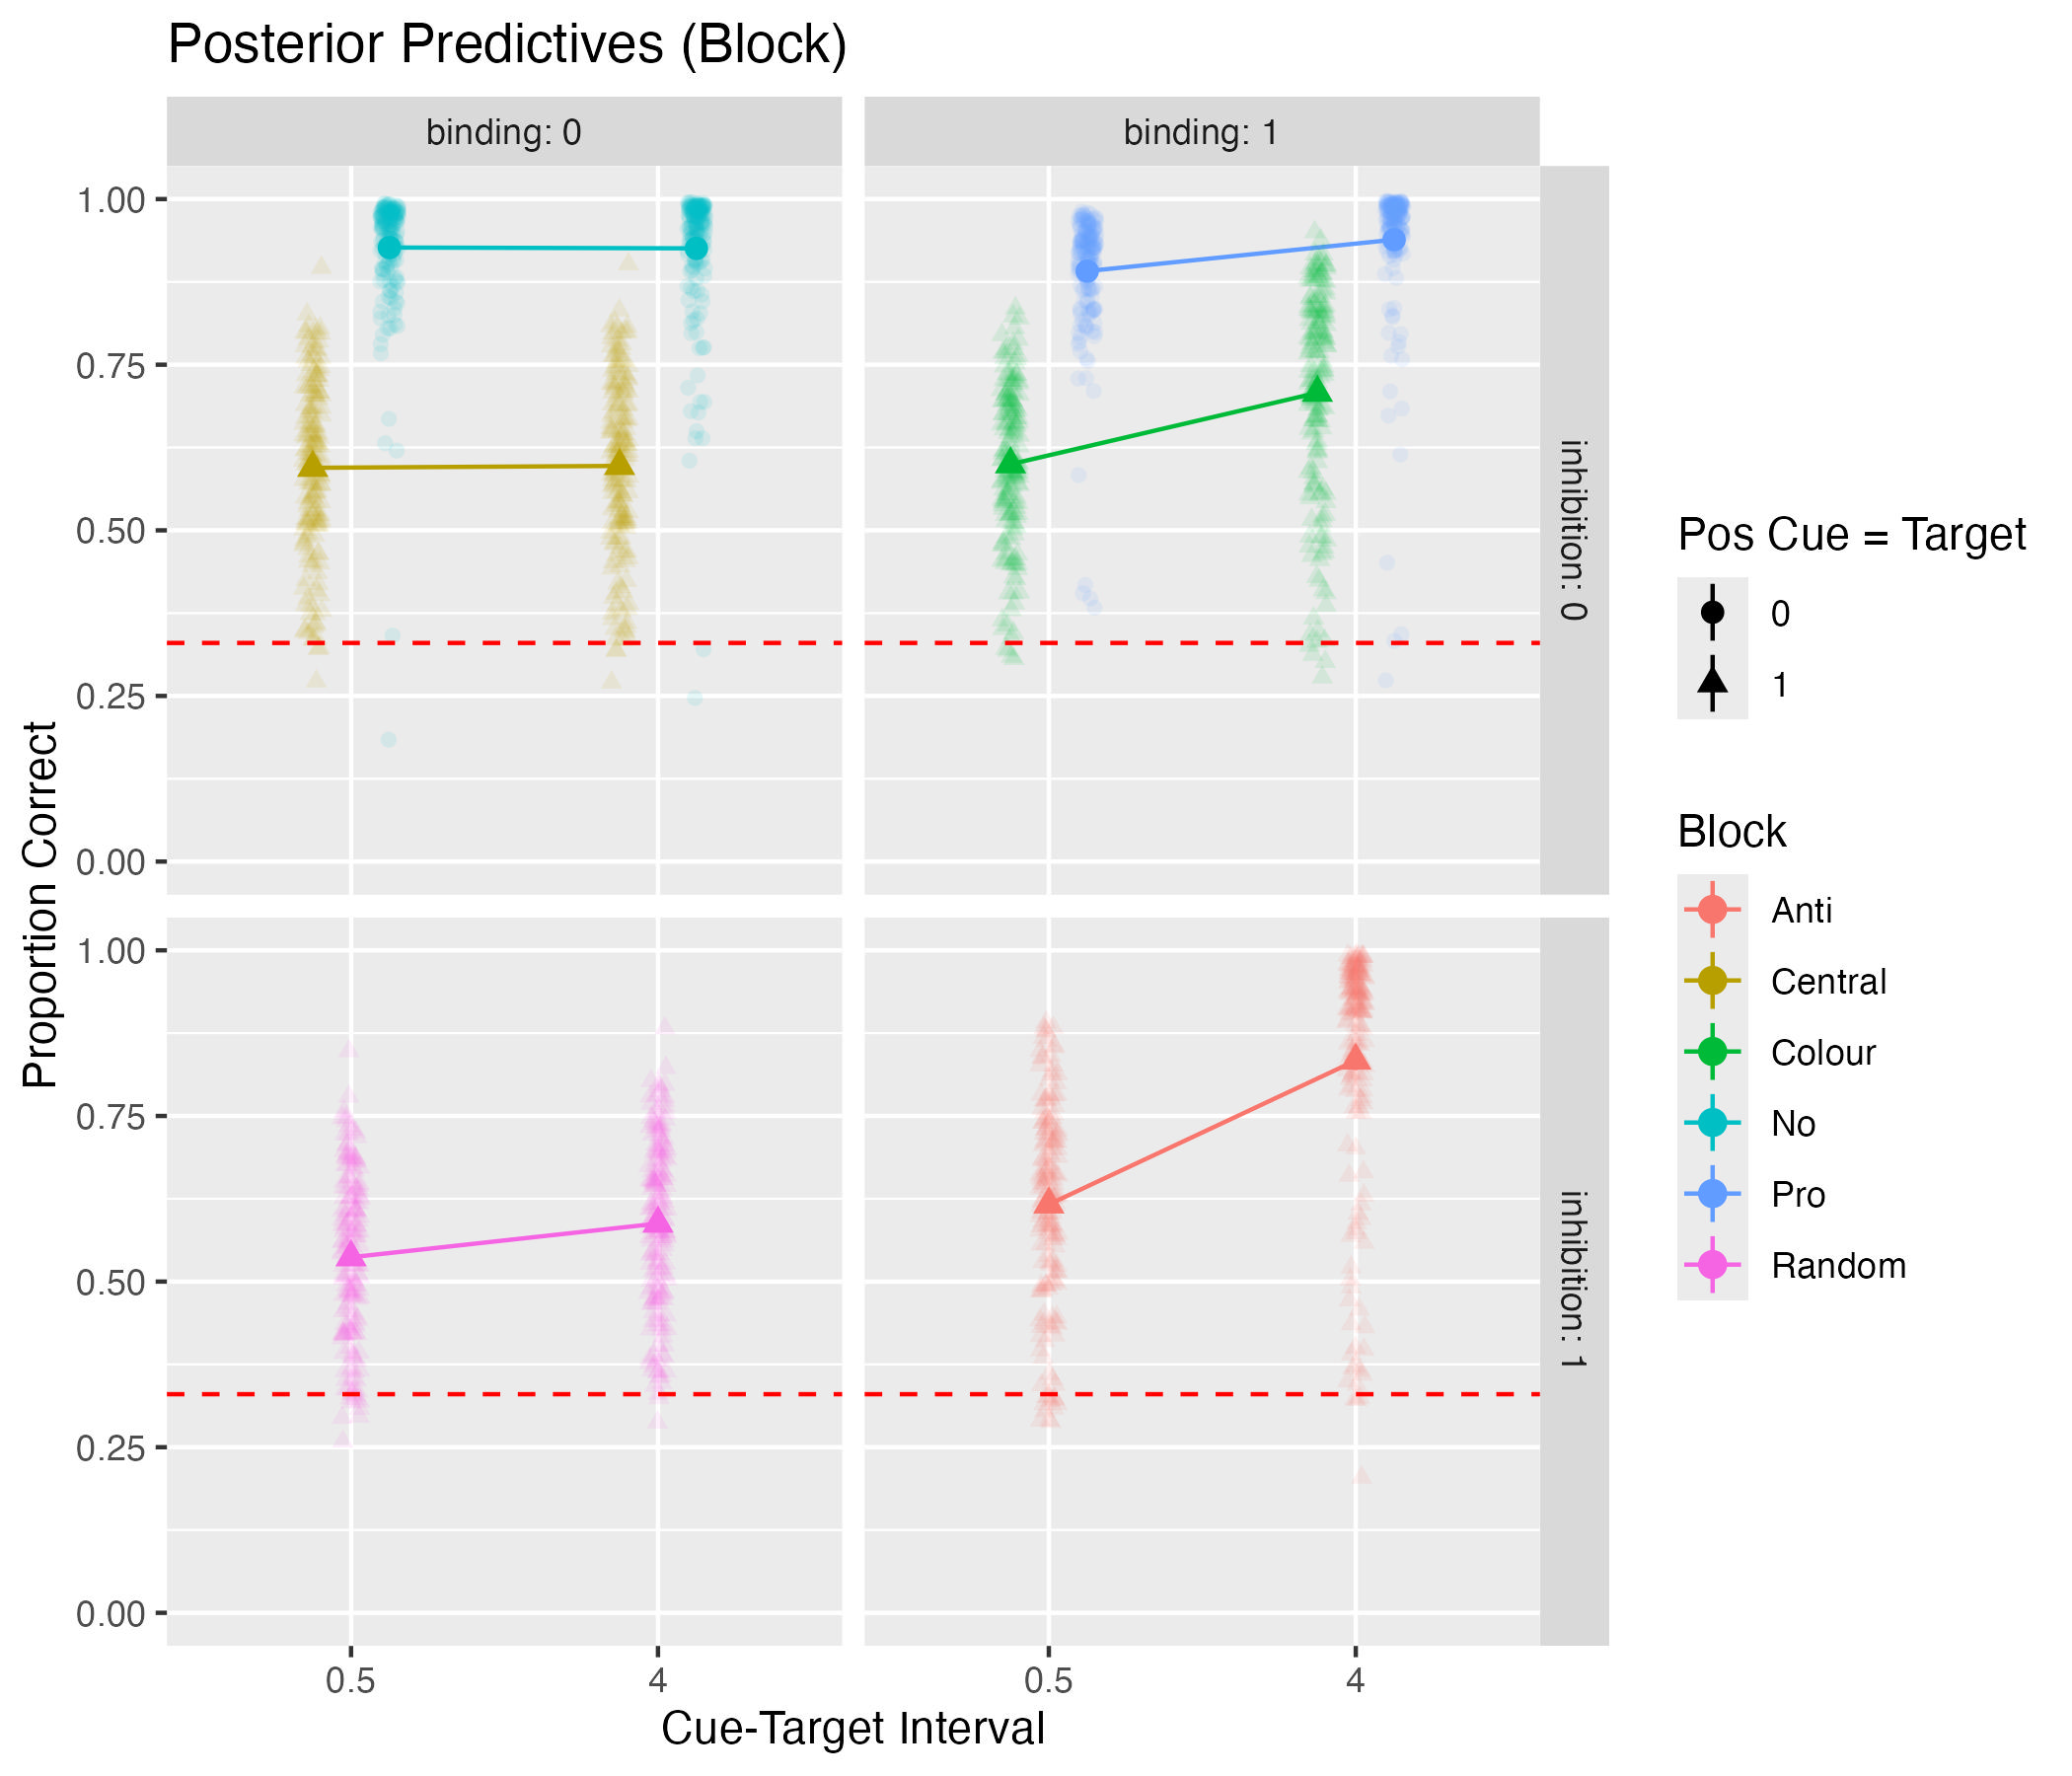 Posterior Predictives (Block)
binding: 0
binding: 1
1.00
0.75
0.50
0.25
0.00
inhibition: 0
1.00
0.75
0.50
0.25
0.00
inhibition: 1
Proportion Correct
0.5
4
0.5
4
Cue-Target Interval
Pos Cue = Target
0
1
Block
Anti
Central
Colour
No
Pro
Random